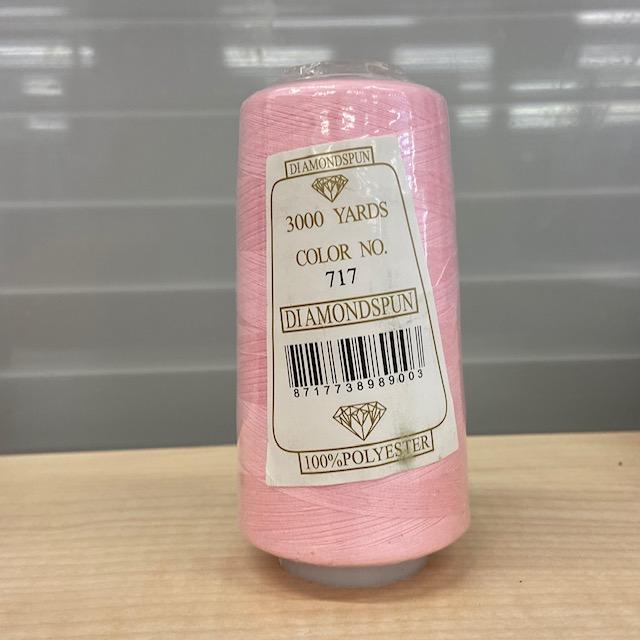 DIAMONDSPUN
3000 YARDS
COLOR NO.
717
DIAMONDSPUN
8717738989003
100%POLYESTER